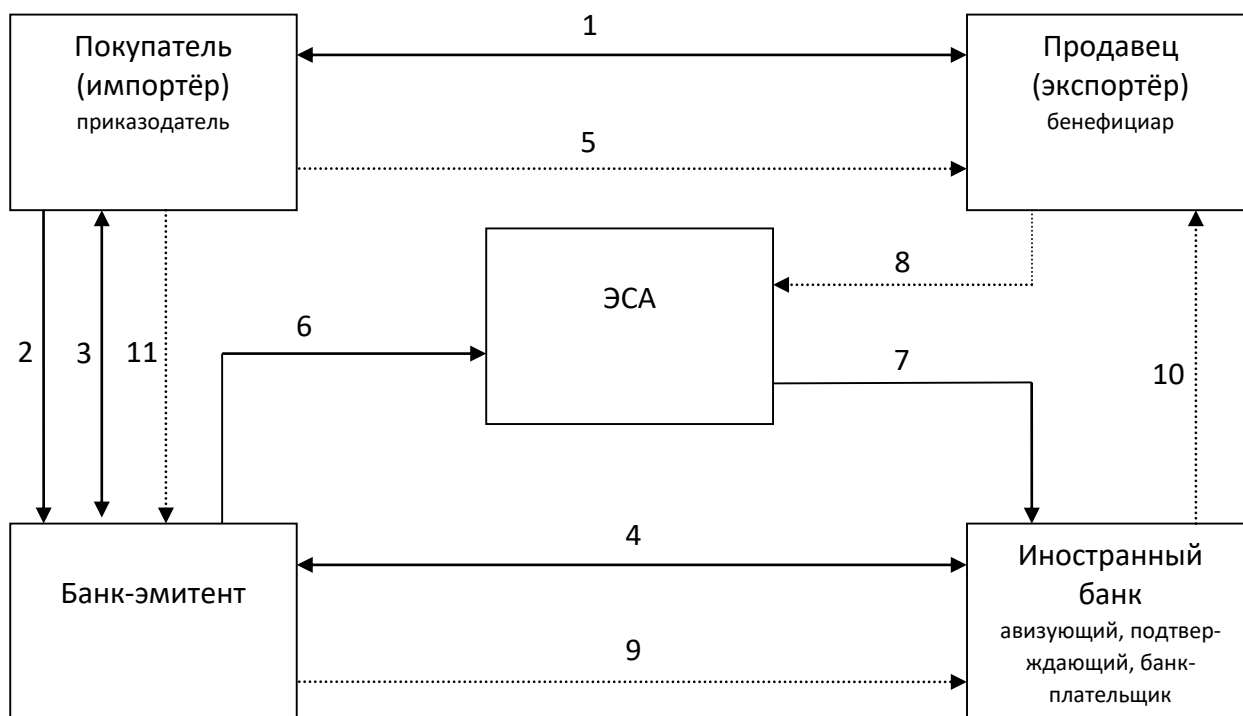 Покупатель
(импортёр)
приказодатель
1
Продавец
(экспортёр)
бенефициар
5
ЭСА
8
6
2
3
11
7
10
Банк-эмитент
4
Иностранный
банк
авизующий, подтвер-
ждающий, банк-
плательщик
9